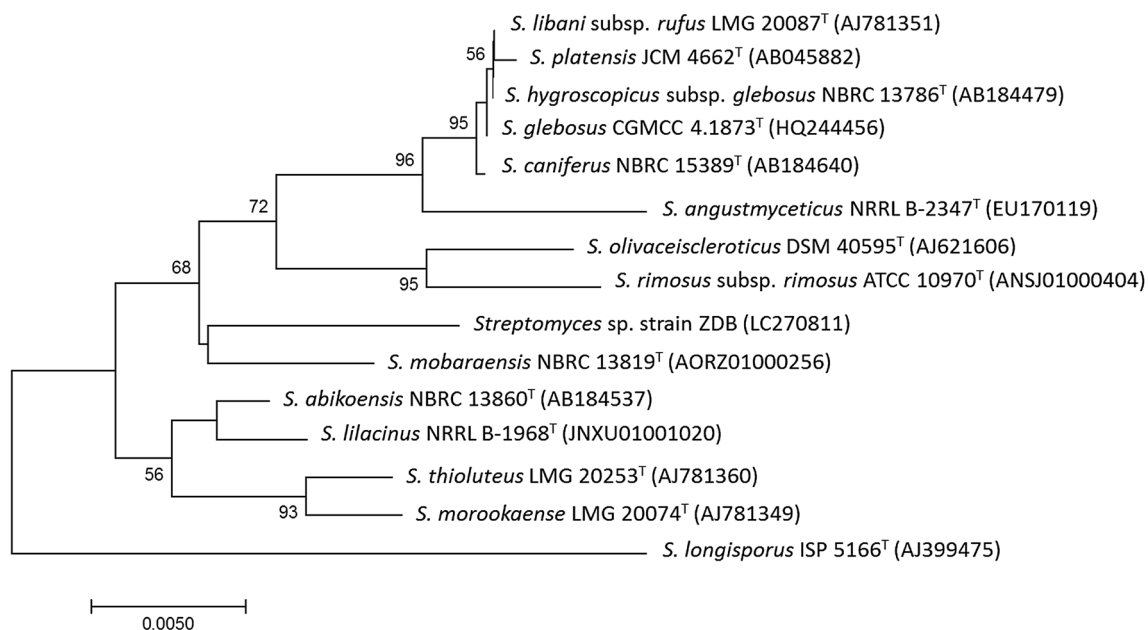 S. libani subsp. rufus LMG 20087ᵀ (AJ781351)
56
S. platensis JCM 4662ᵀ (AB045882)
S. hygroscopicus subsp. glebosus NBRC 13786ᵀ (AB184479)
95
S. glebosus CGMCC 4.1873ᵀ (HQ244456)
96
S. caniferus NBRC 15389ᵀ (AB184640)
72
S. angustmyceticus NRRL B-2347ᵀ (EU170119)
S. olivaceiscleroticus DSM 40595ᵀ (AJ621606)
68
95
S. rimosus subsp. rimosus ATCC 10970ᵀ (ANSJ01000404)
Streptomyces sp. strain ZDB (LC270811)
S. mobaraensis NBRC 13819ᵀ (AORZ01000256)
S. abikoensis NBRC 13860ᵀ (AB184537)
S. lilacinus NRRL B-1968ᵀ (JNXU01001020)
56
S. thioluteus LMG 20253ᵀ (AJ781360)
93
S. morookaense LMG 20074ᵀ (AJ781349)
S. longisporus ISP 5166ᵀ (AJ399475)
0.0050